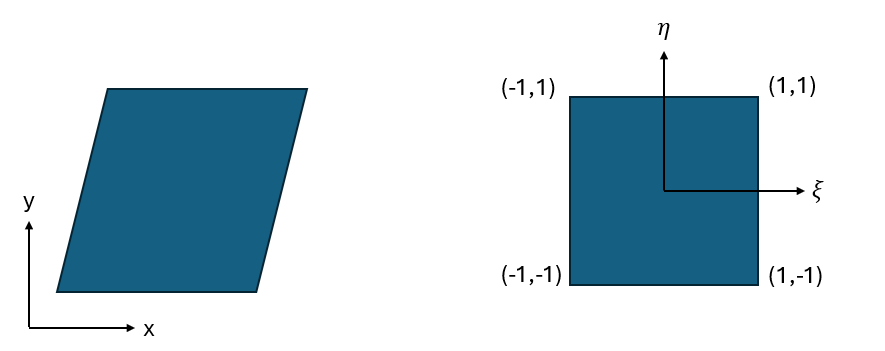 η
(-1,1)
(1,1)
y
ξ
(-1,-1)
(1,-1)
x